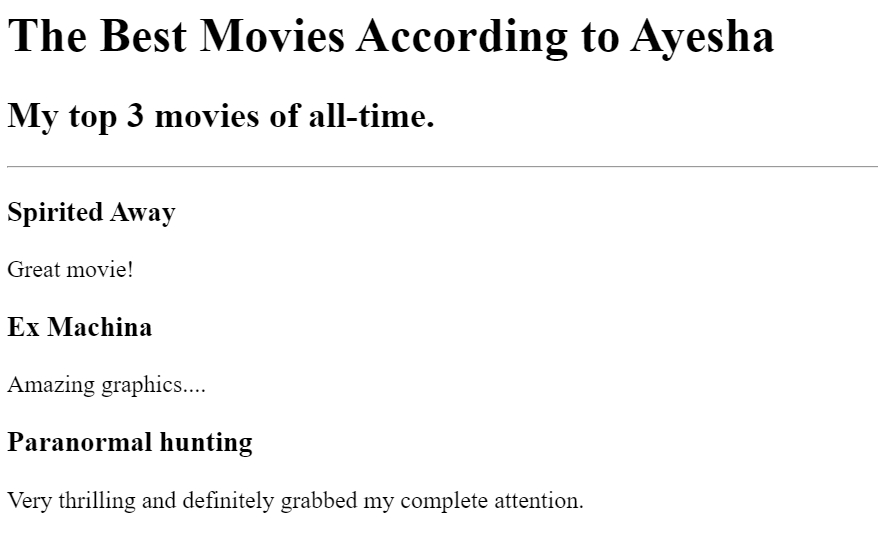 The Best Movies According to Ayesha
My top 3 movies of all-time.
Spirited Away
Great movie!
Ex Machina
Amazing graphics....
Paranormal hunting
Very thrilling and definitely grabbed my complete attention.